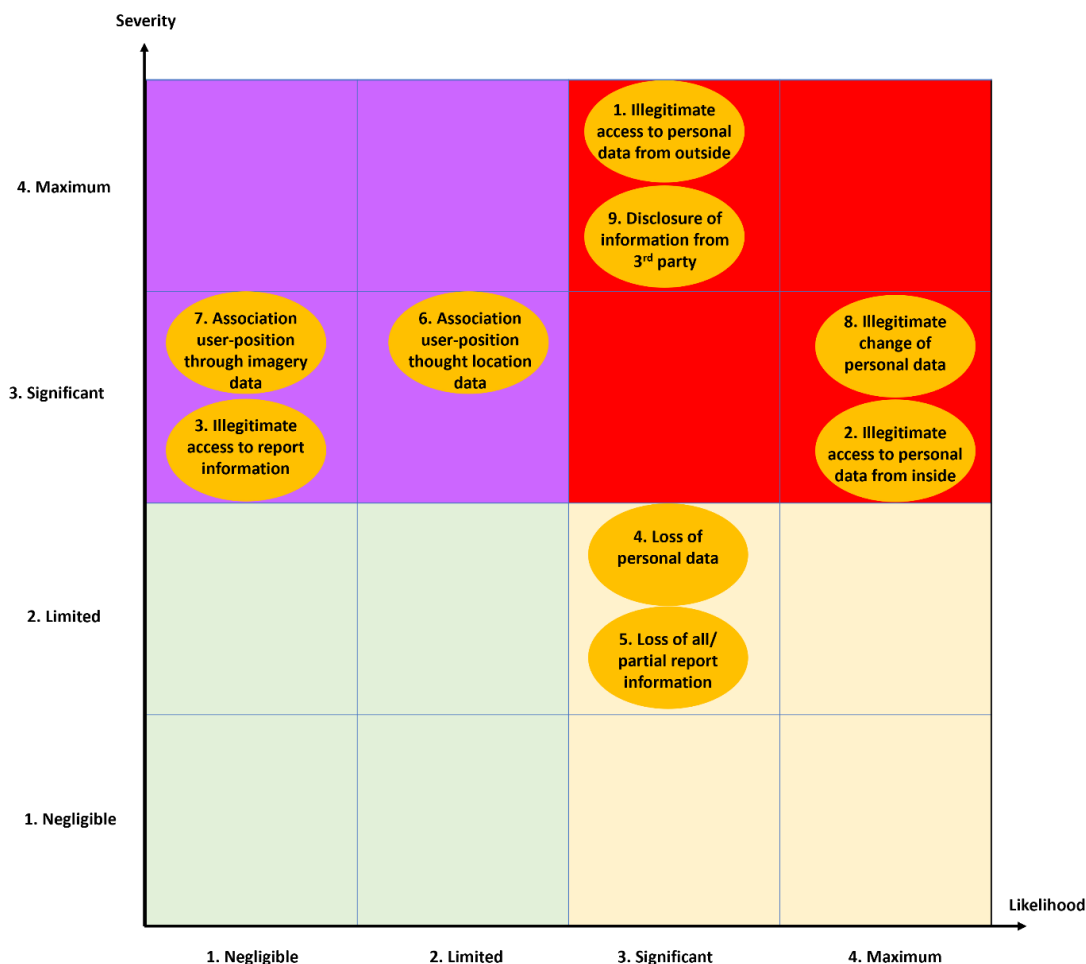 Severity
1. Illegitimate
access to personal
data from outside
4. Maximum
9. Disclosure of
information from
3rd party
7. Association
user-position
through imagery
data
6. Association
user-position
thought location
data
8. Illegitimate
change of
personal data
3. Significant
3. Illegitimate
access to report
information
2. Illegitimate
access to personal
data from inside
4. Loss of
personal data
2. Limited
5. Loss of all/
partial report
information
1. Negligible
Likelihood
1. Negligible
2. Limited
3. Significant
4. Maximum